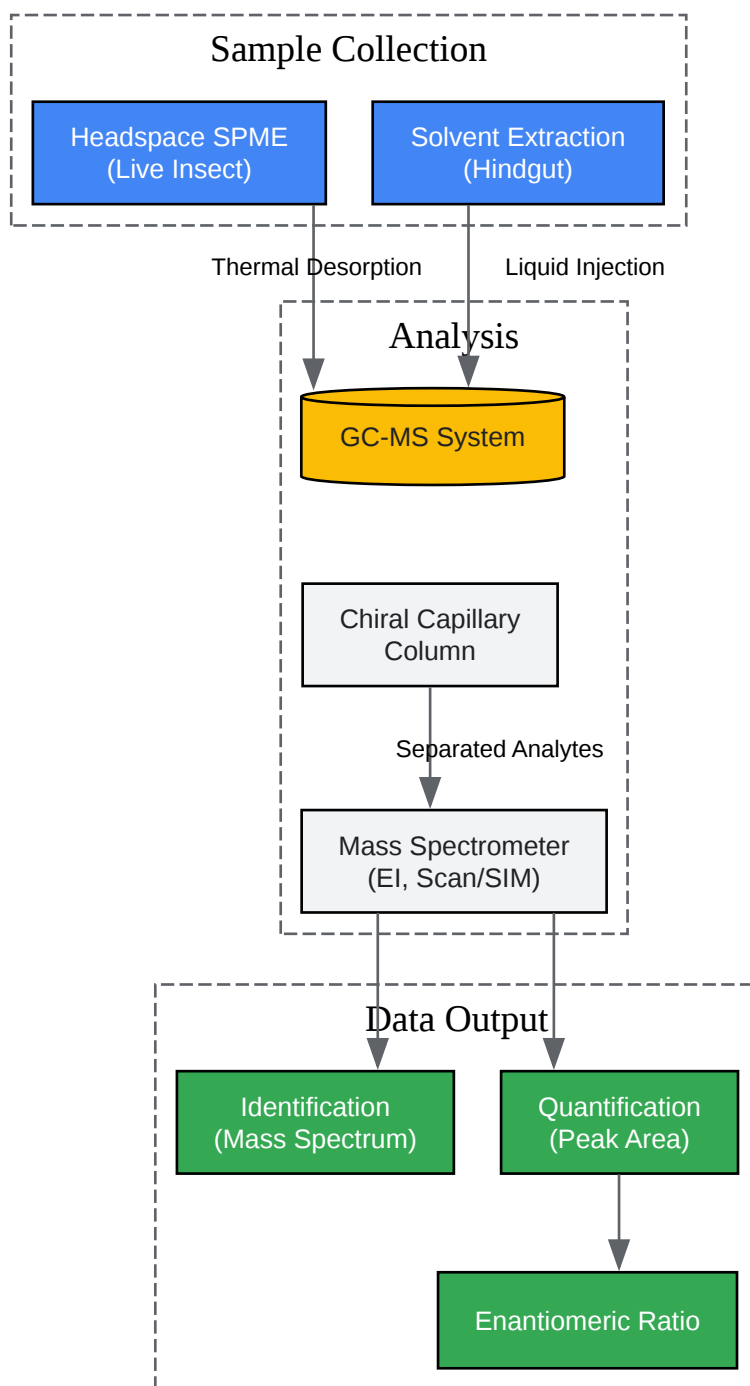 Sample Collection
Headspace SPME
(Live Insect)
Solvent Extraction
(Hindgut)
Thermal Desorption
Liquid Injection
Analysis
GC-MS System
Chiral Capillary
Column
Separated Analytes
Mass Spectrometer
(EI, Scan/SIM)
Data Output
Identification
(Mass Spectrum)
Quantification
(Peak Area)
Enantiomeric Ratio